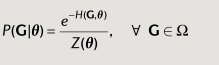 P(G|θ) = e^{-H(G,θ)} / Z(θ), ∀ G ∈ Ω